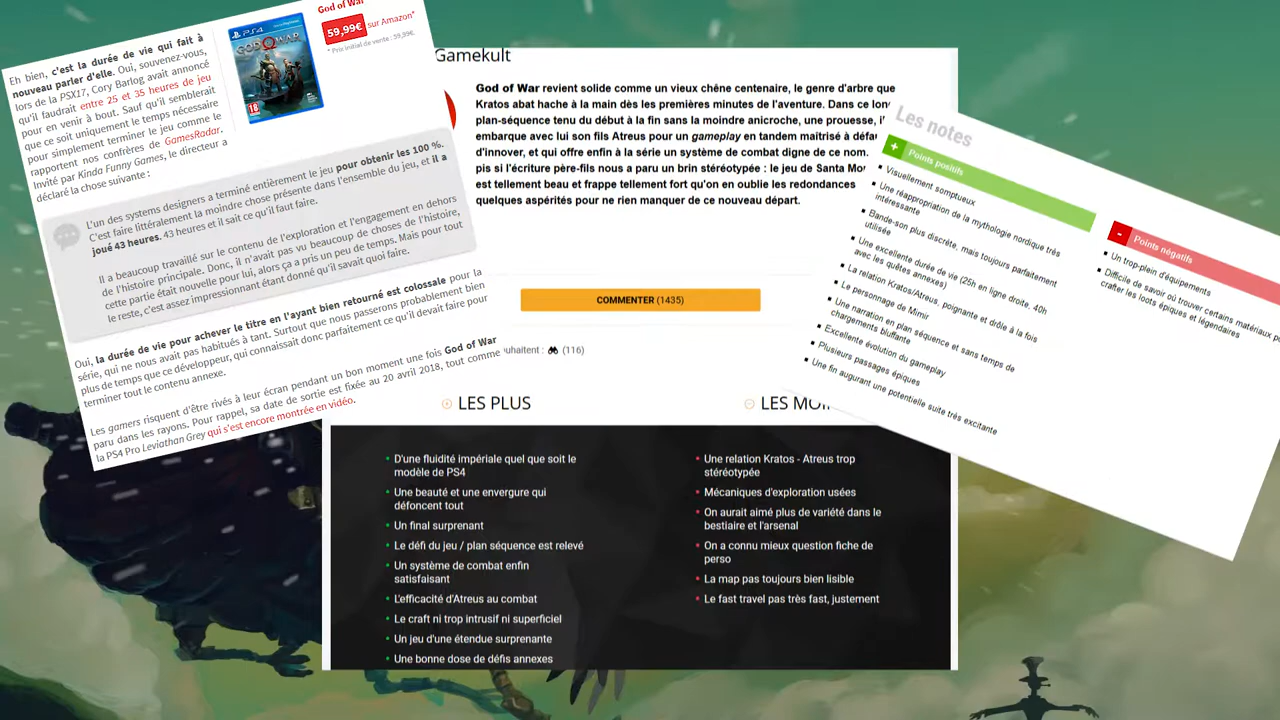 God of War
59,99€ sur Amazon*
* Prix initial de vente : 59,99€.
PS4
GOD OF WAR
18
Eh bien, c'est la durée de vie qui fait à
nouveau parler d'elle. Oui, souvenez-vous,
lors de la PSX17, Cory Barlog avait annoncé
qu'il faudrait entre 25 et 35 heures de jeu
pour en venir à bout. Sauf qu'il semblerait
que ce soit uniquement le temps nécessaire
pour simplement terminer le jeu comme le
rapportent nos confrères de GamesRadar.
Invité par Kinda Funny Games, le directeur a
déclaré la chose suivante :
L'un des systems designers a terminé entièrement le jeu pour obtenir les 100 %.
C'est faire littéralement la moindre chose présente dans l'ensemble du jeu, et il a
joué 43 heures. 43 heures et il sait ce qu'il faut faire.
Il a beaucoup travaillé sur le contenu de l'exploration et l'engagement en dehors
de l'histoire principale. Donc, il n'avait pas vu beaucoup de choses de l'histoire,
cette partie était nouvelle pour lui, alors ça a pris un peu de temps. Mais pour tout
le reste, c'est assez impressionnant étant donné qu'il savait quoi faire.
Oui, la durée de vie pour achever le titre en l'ayant bien retourné est colossale pour la
série, qui ne nous avait pas habitués à tant. Surtout que nous passerons probablement bien
plus de temps que ce développeur, qui connaissait donc parfaitement ce qu'il devait faire pour
terminer tout le contenu annexe.
Les gamers risquent d'être rivés à leur écran pendant un bon moment une fois God of War
paru dans les rayons. Pour rappel, sa date de sortie est fixée au 20 avril 2018, tout comme
la PS4 Pro Leviathan Grey qui s'est encore montrée en vidéo.
Gamekult
God of War revient solide comme un vieux chêne centenaire, le genre d'arbre que
Kratos abat hache à la main dès les premières minutes de l'aventure. Dans ce long
plan-séquence tenu du début à la fin sans la moindre anicroche, une prouesse, i
embarque avec lui son fils Atreus pour un gameplay en tandem maîtrisé à défau
d'innover, et qui offre enfin à la série un système de combat digne de ce nom.
pis si l'écriture père-fils nous a paru un brin stéréotypée : le jeu de Santa Mo
est tellement beau et frappe tellement fort qu'on en oublie les redondances
quelques aspérités pour ne rien manquer de ce nouveau départ.
COMMENTER (1435)
uhaitent : (116)
LES PLUS
D'une fluidité impériale quel que soit le
modèle de PS4
Une beauté et une envergure qui
défoncent tout
Un final surprenant
Le défi du jeu / plan séquence est relevé
Un système de combat enfin
satisfaisant
L'efficacité d'Atreus au combat
Le craft ni trop intrusif ni superficiel
Un jeu d'une étendue surprenante
Une bonne dose de défis annexes
LES MOI
Une relation Kratos - Atreus trop
stéréotypée
Mécaniques d'exploration usées
On aurait aimé plus de variété dans le
bestiaire et l'arsenal
On a connu mieux question fiche de
perso
La map pas toujours bien lisible
Le fast travel pas très fast, justement
Les notes
+ Points positifs
Visuellement somptueux
Une réappropriation de la mythologie nordique très
intéressante
Bande-son plus discrète, mais toujours parfaitement
utilisée
Une excellente durée de vie (25h en ligne droite, 40h
avec les quêtes annexes)
La relation Kratos/Atreus, poignante et drôle à la fois
Le personnage de Mimir
Une narration en plan séquence et sans temps de
chargements bluffante
Excellente évolution du gameplay
Plusieurs passages épiques
Une fin augurant une potentielle suite très excitante
- Points négatifs
Un trop-plein d'équipements
Difficile de savoir où trouver certains matériaux po
crafter les loots épiques et légendaires